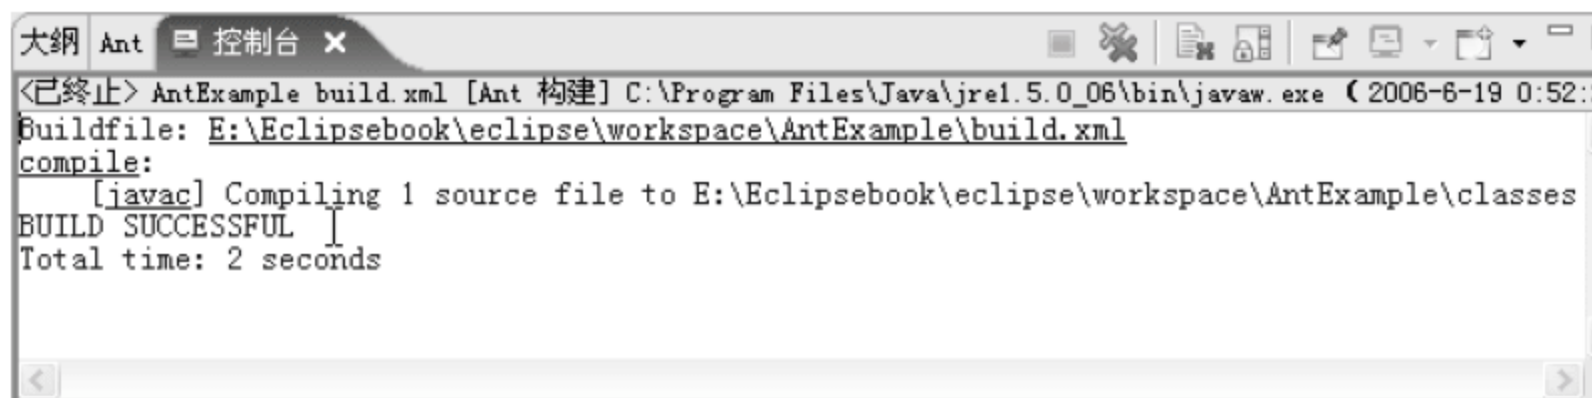 大纲 Ant 控制台
<已终止> AntExample build.xml [Ant 构建] C:\Program Files\Java\jre1.5.0_06\bin\javaw.exe ( 2006-6-19 0:52:
Buildfile: E:\Eclipsebook\eclipse\workspace\AntExample\build.xml
compile:
[javac] Compiling 1 source file to E:\Eclipsebook\eclipse\workspace\AntExample\classes
BUILD SUCCESSFUL
Total time: 2 seconds